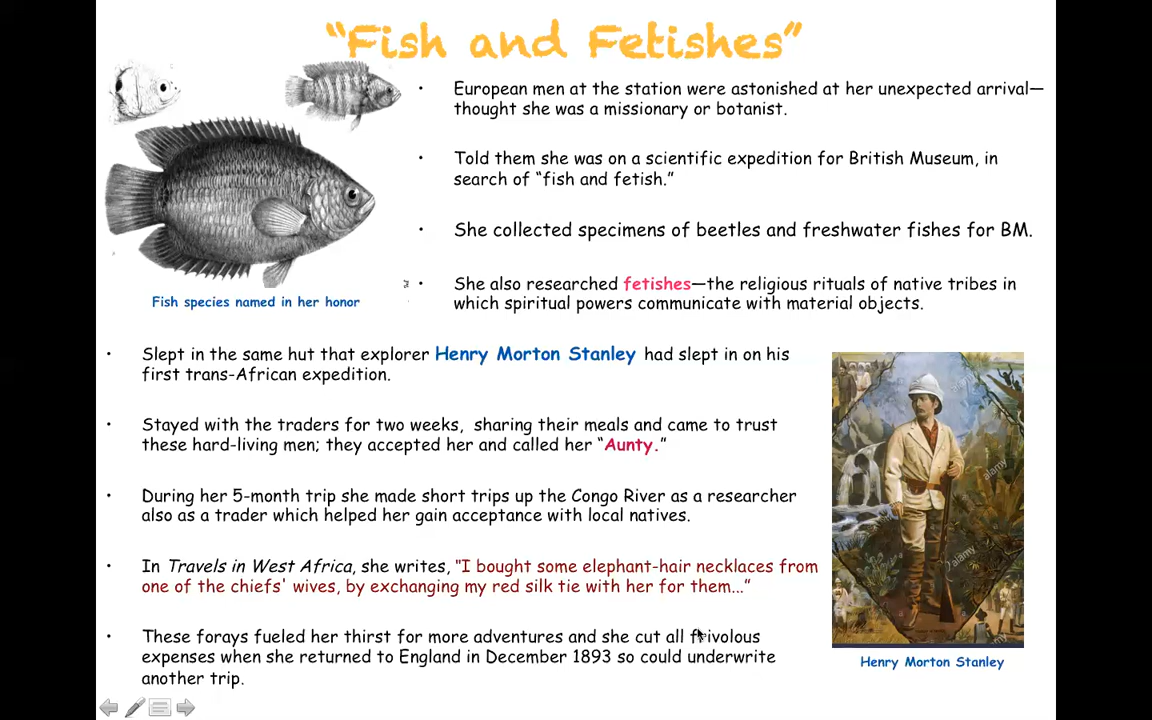 “Fish and Fetishes”
• European men at the station were astonished at her unexpected arrival—
thought she was a missionary or botanist.
• Told them she was on a scientific expedition for British Museum, in
search of “fish and fetish.”
• She collected specimens of beetles and freshwater fishes for BM.
• She also researched fetishes—the religious rituals of native tribes in
which spiritual powers communicate with material objects.
Fish species named in her honor
• Slept in the same hut that explorer Henry Morton Stanley had slept in on his
first trans-African expedition.
• Stayed with the traders for two weeks, sharing their meals and came to trust
these hard-living men; they accepted her and called her “Aunty.”
• During her 5-month trip she made short trips up the Congo River as a researcher
also as a trader which helped her gain acceptance with local natives.
• In Travels in West Africa, she writes, "I bought some elephant-hair necklaces from
one of the chiefs' wives, by exchanging my red silk tie with her for them...”
• These forays fueled her thirst for more adventures and she cut all frivolous
expenses when she returned to England in December 1893 so could underwrite
another trip.
alamy
alamy
Henry Morton Stanley